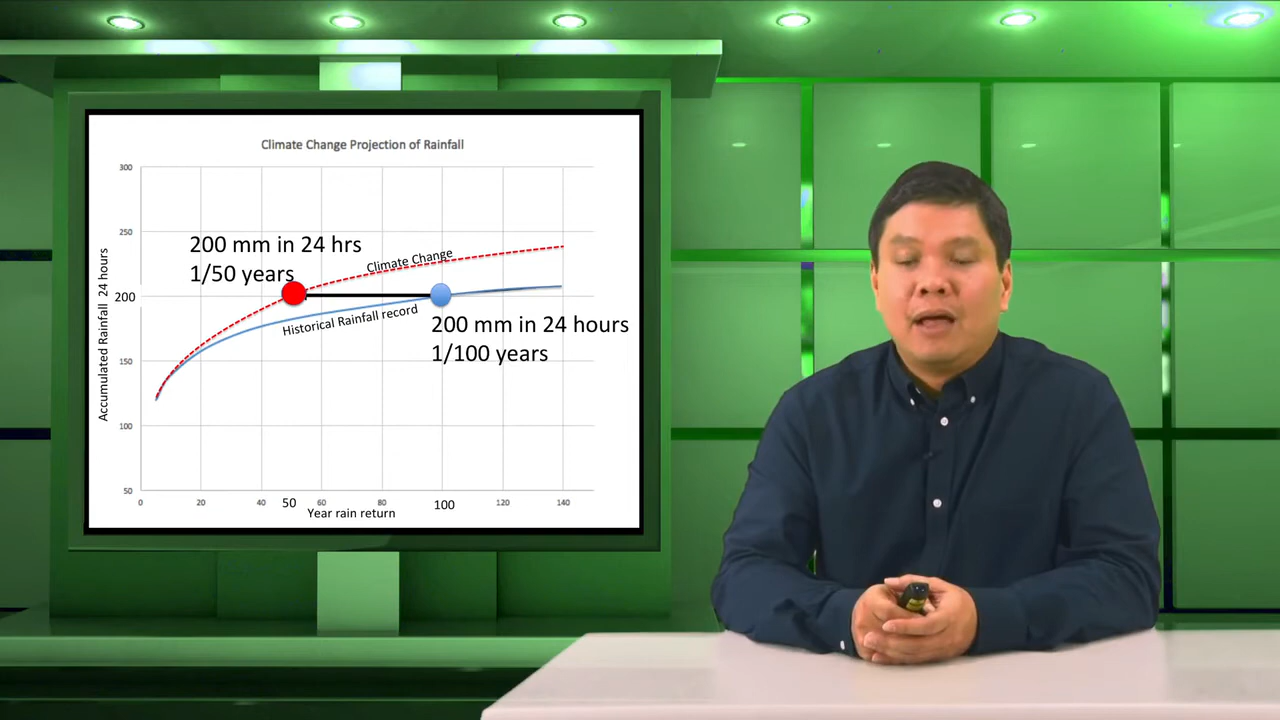 Climate Change Projection of Rainfall
300
250
200
150
100
50
Accumulated Rainfall 24 hours
200 mm in 24 hrs
1/50 years
Climate Change
Historical Rainfall record
200 mm in 24 hours
1/100 years
0 20 40 50 60 80 100 120 140
Year rain return